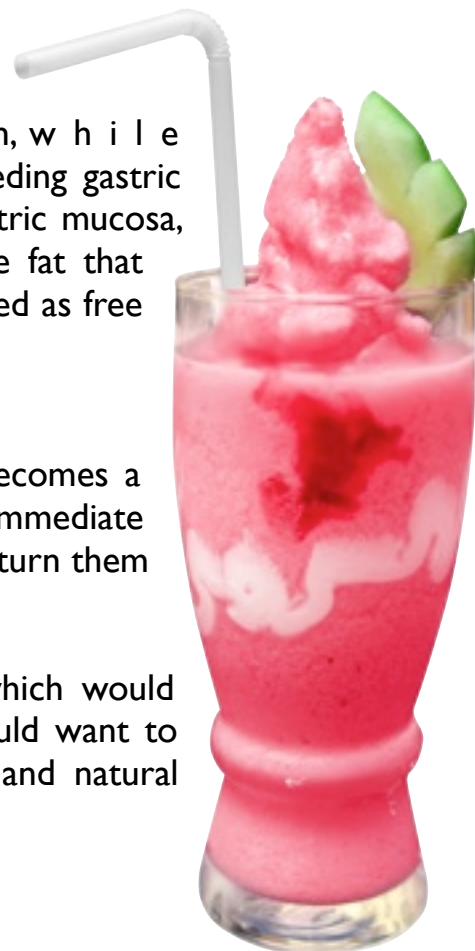 n, w h i l e
eding gastric
tric mucosa,
e fat that
ed as free
ecomes a
mmediate
turn them
which would
uld want to
and natural